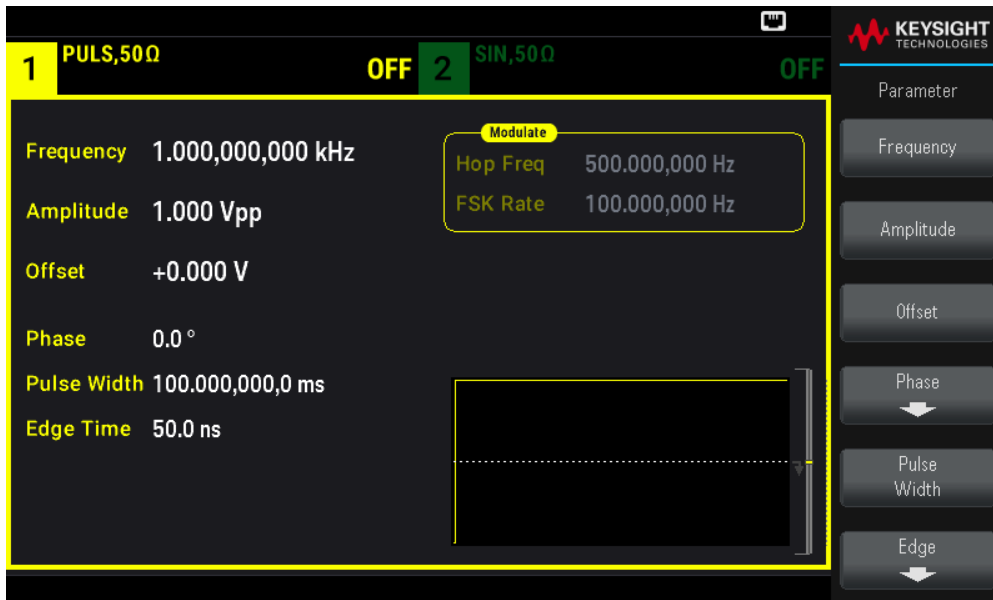 KEYSIGHT
TECHNOLOGIES
1 PULS,50Ω OFF 2 SIN,50Ω OFF
Parameter
Frequency 1.000,000,000 kHz
Amplitude 1.000 Vpp
Offset +0.000 V
Phase 0.0 °
Pulse Width 100.000,000,0 ms
Edge Time 50.0 ns
Modulate
Hop Freq 500.000,000 Hz
FSK Rate 100.000,000 Hz
Frequency
Amplitude
Offset
Phase
Pulse
Width
Edge